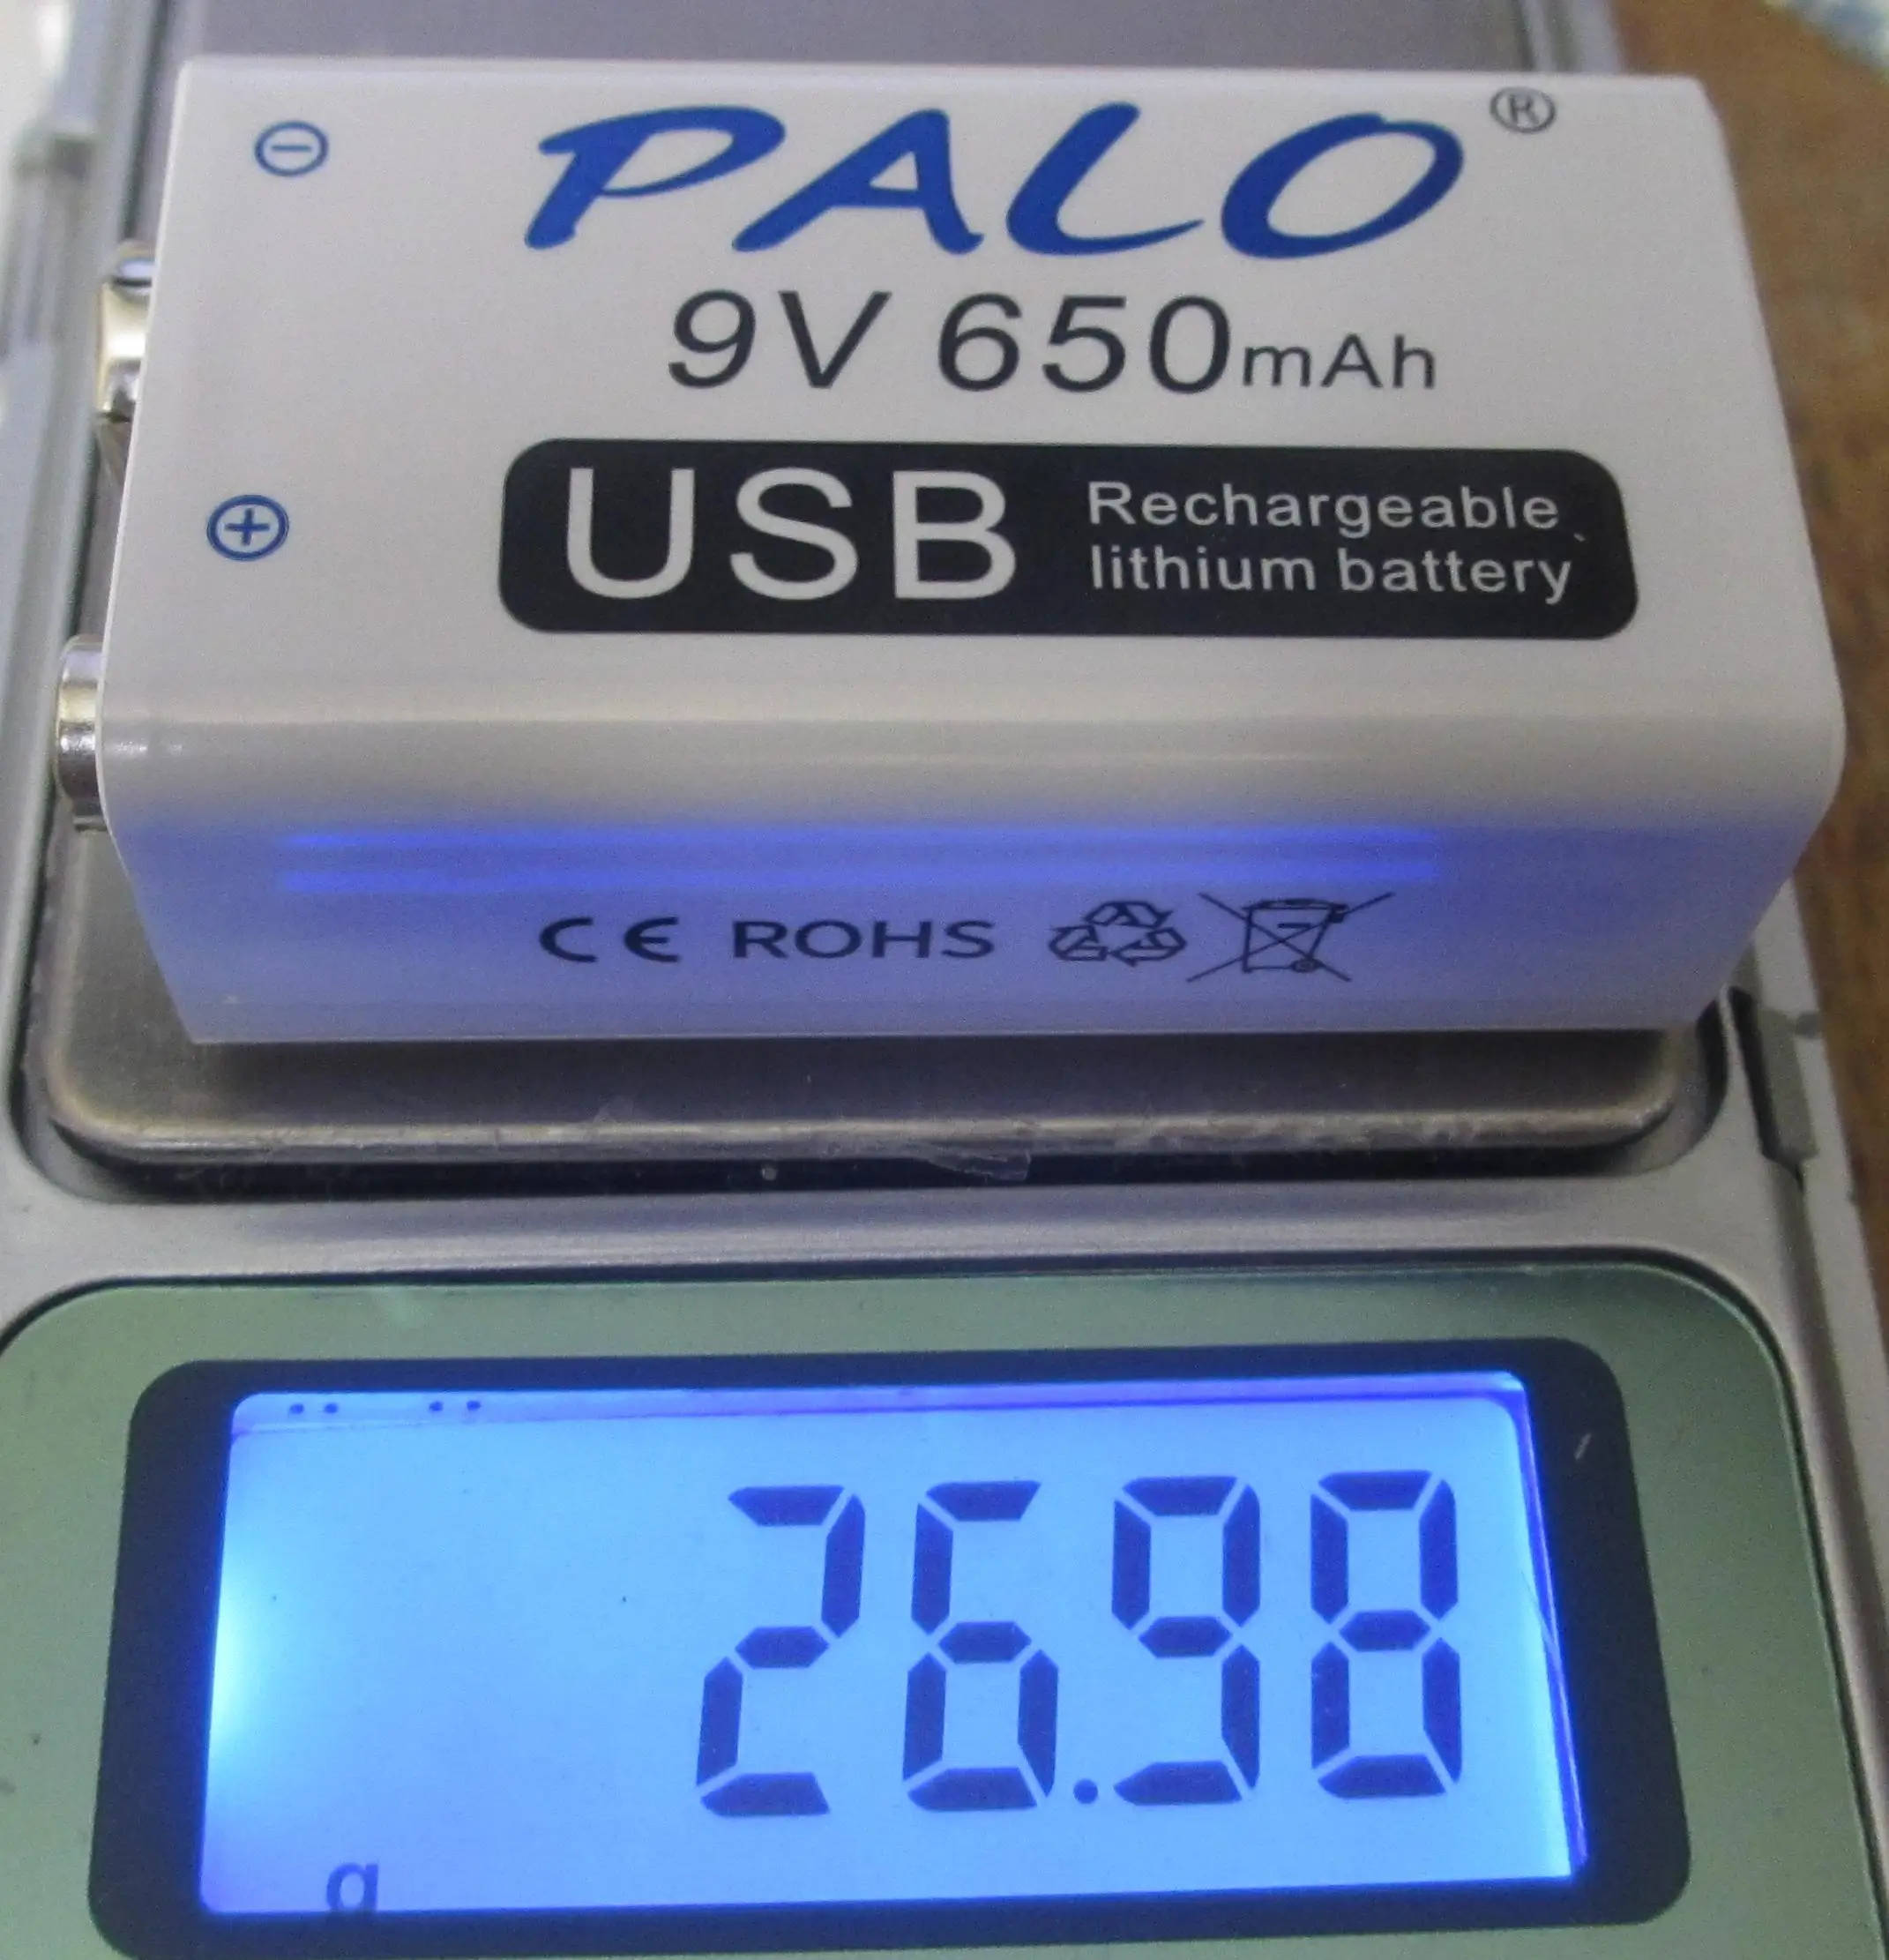 PALO®
9V 650mAh
USB Rechargeable
lithium battery
CE ROHS
26.98
g